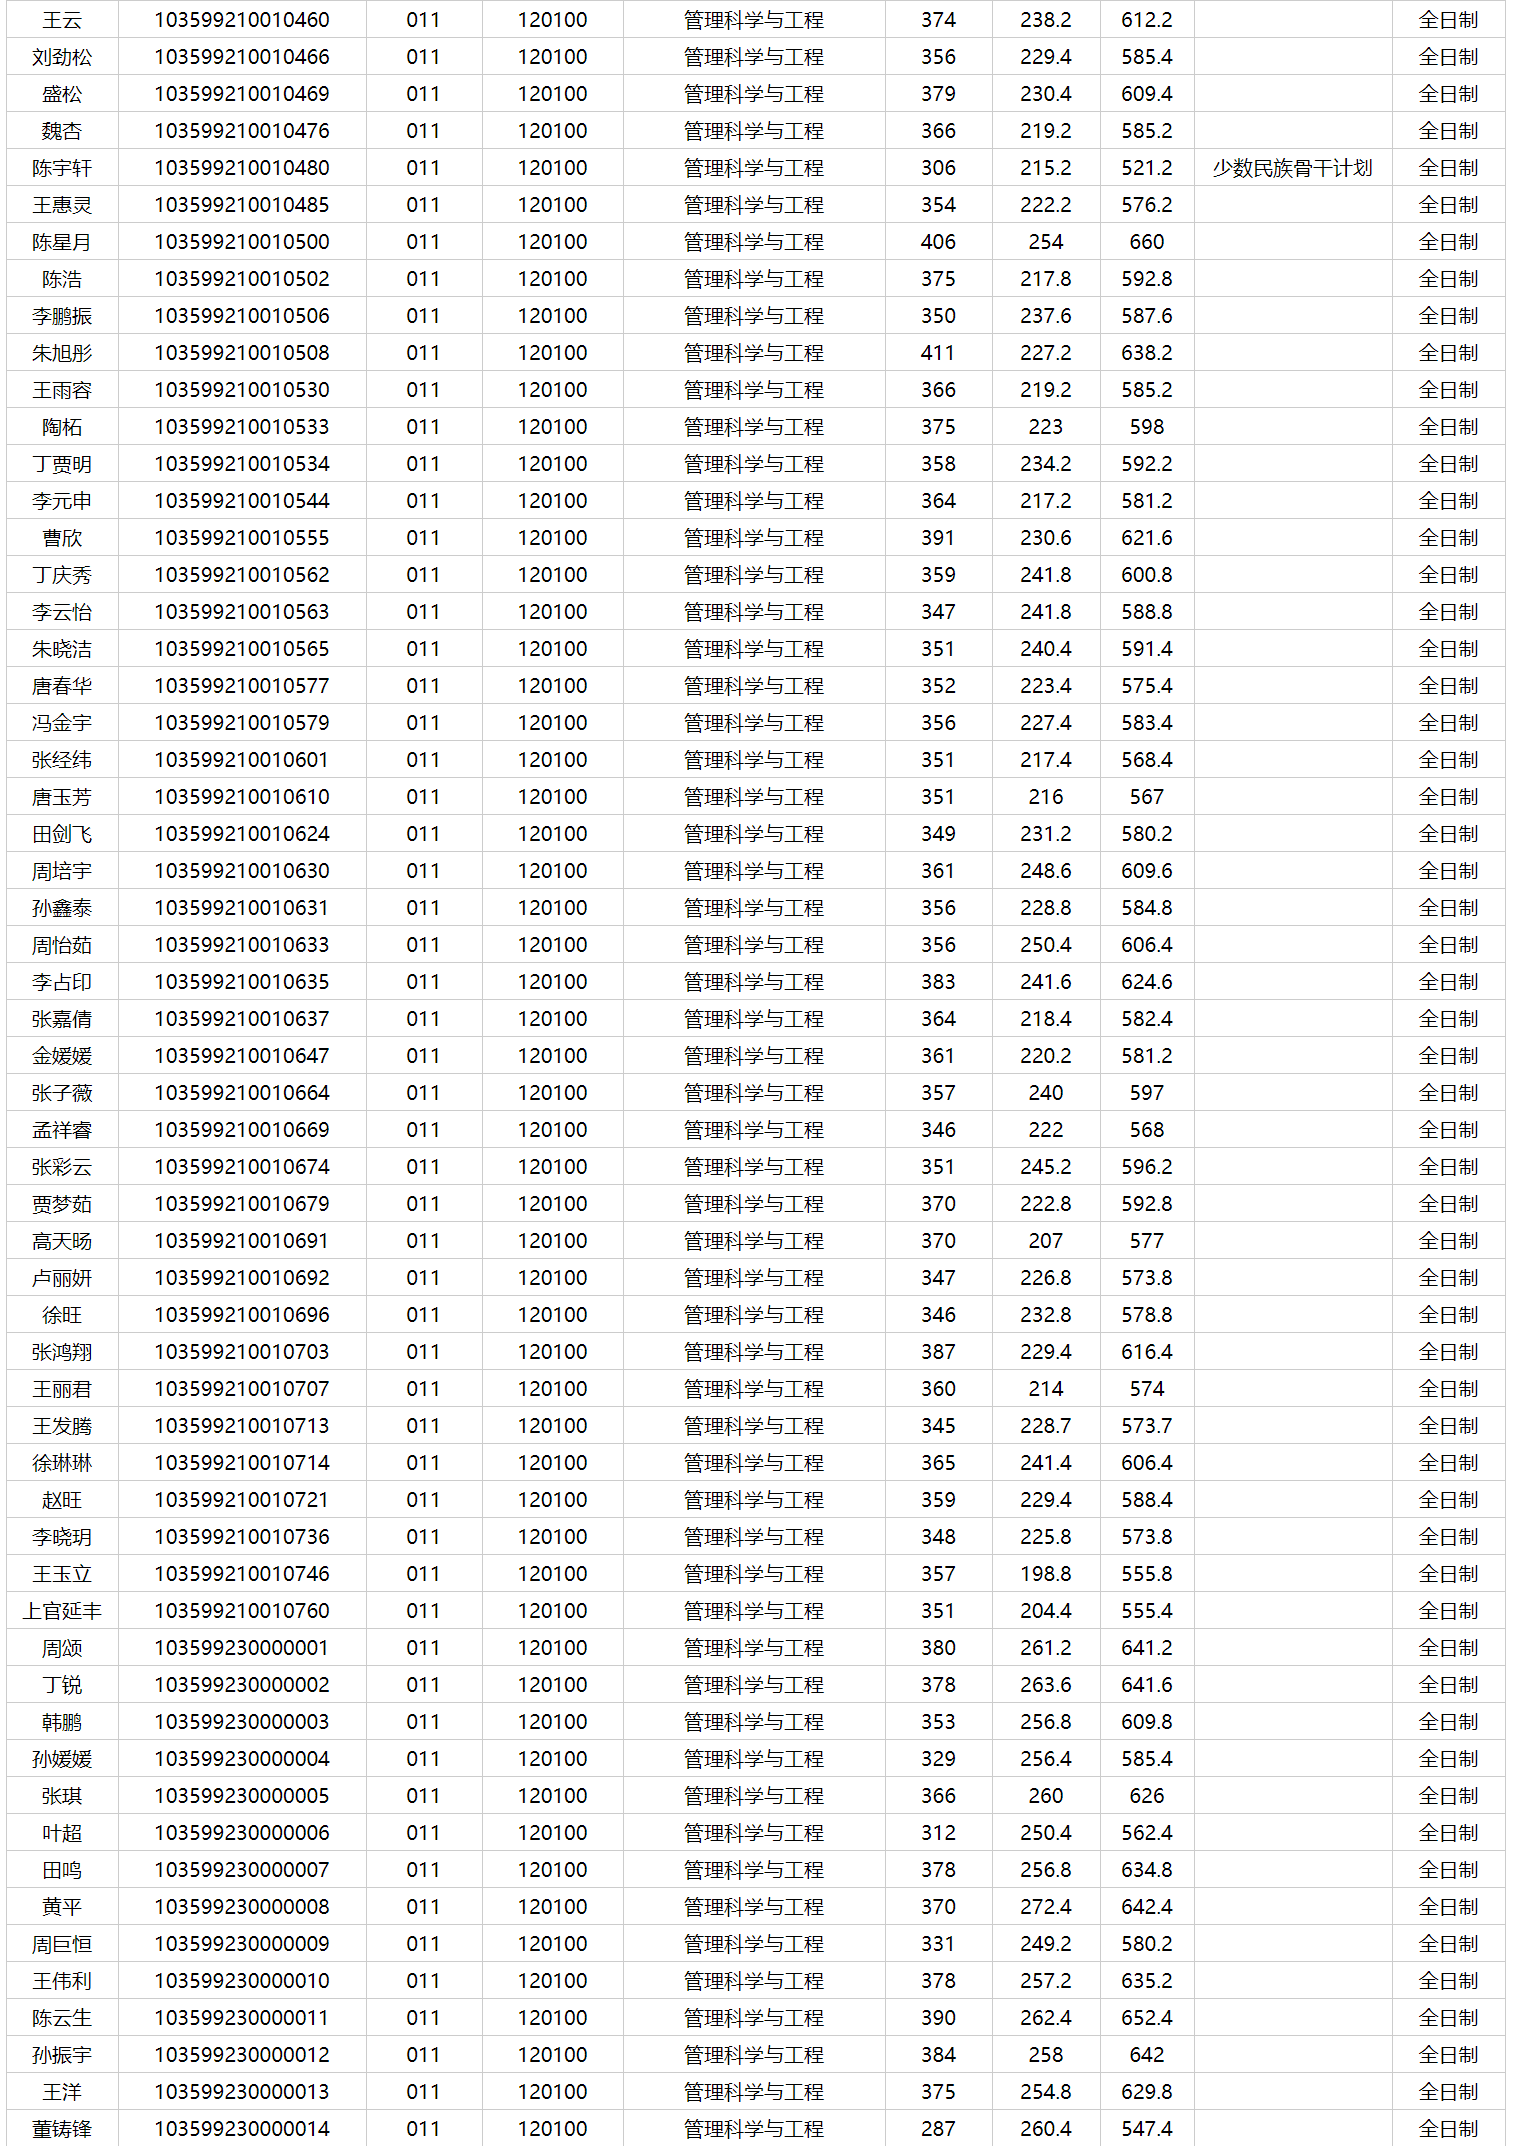 王云 103599210010460 011 120100 管理科学与工程 374 238.2 612.2 全日制
刘劲松 103599210010466 011 120100 管理科学与工程 356 229.4 585.4 全日制
盛松 103599210010469 011 120100 管理科学与工程 379 230.4 609.4 全日制
魏杏 103599210010476 011 120100 管理科学与工程 366 219.2 585.2 全日制
陈宇轩 103599210010480 011 120100 管理科学与工程 306 215.2 521.2 少数民族骨干计划 全日制
王惠灵 103599210010485 011 120100 管理科学与工程 354 222.2 576.2 全日制
陈星月 103599210010500 011 120100 管理科学与工程 406 254 660 全日制
陈浩 103599210010502 011 120100 管理科学与工程 375 217.8 592.8 全日制
李鹏振 103599210010506 011 120100 管理科学与工程 350 237.6 587.6 全日制
朱旭彤 103599210010508 011 120100 管理科学与工程 411 227.2 638.2 全日制
王雨容 103599210010530 011 120100 管理科学与工程 366 219.2 585.2 全日制
陶柘 103599210010533 011 120100 管理科学与工程 375 223 598 全日制
丁贾明 103599210010534 011 120100 管理科学与工程 358 234.2 592.2 全日制
李元申 103599210010544 011 120100 管理科学与工程 364 217.2 581.2 全日制
曹欣 103599210010555 011 120100 管理科学与工程 391 230.6 621.6 全日制
丁庆秀 103599210010562 011 120100 管理科学与工程 359 241.8 600.8 全日制
李云怡 103599210010563 011 120100 管理科学与工程 347 241.8 588.8 全日制
朱晓洁 103599210010565 011 120100 管理科学与工程 351 240.4 591.4 全日制
唐春华 103599210010577 011 120100 管理科学与工程 352 223.4 575.4 全日制
冯金宇 103599210010579 011 120100 管理科学与工程 356 227.4 583.4 全日制
张经纬 103599210010601 011 120100 管理科学与工程 351 217.4 568.4 全日制
唐玉芳 103599210010610 011 120100 管理科学与工程 351 216 567 全日制
田剑飞 103599210010624 011 120100 管理科学与工程 349 231.2 580.2 全日制
周培宇 103599210010630 011 120100 管理科学与工程 361 248.6 609.6 全日制
孙鑫泰 103599210010631 011 120100 管理科学与工程 356 228.8 584.8 全日制
周怡茹 103599210010633 011 120100 管理科学与工程 356 250.4 606.4 全日制
李占印 103599210010635 011 120100 管理科学与工程 383 241.6 624.6 全日制
张嘉倩 103599210010637 011 120100 管理科学与工程 364 218.4 582.4 全日制
金媛媛 103599210010647 011 120100 管理科学与工程 361 220.2 581.2 全日制
张子薇 103599210010664 011 120100 管理科学与工程 357 240 597 全日制
孟祥睿 103599210010669 011 120100 管理科学与工程 346 222 568 全日制
张彩云 103599210010674 011 120100 管理科学与工程 351 245.2 596.2 全日制
贾梦茹 103599210010679 011 120100 管理科学与工程 370 222.8 592.8 全日制
高天旸 103599210010691 011 120100 管理科学与工程 370 207 577 全日制
卢丽妍 103599210010692 011 120100 管理科学与工程 347 226.8 573.8 全日制
徐旺 103599210010696 011 120100 管理科学与工程 346 232.8 578.8 全日制
张鸿翔 103599210010703 011 120100 管理科学与工程 387 229.4 616.4 全日制
王丽君 103599210010707 011 120100 管理科学与工程 360 214 574 全日制
王发腾 103599210010713 011 120100 管理科学与工程 345 228.7 573.7 全日制
徐琳琳 103599210010714 011 120100 管理科学与工程 365 241.4 606.4 全日制
赵旺 103599210010721 011 120100 管理科学与工程 359 229.4 588.4 全日制
李晓玥 103599210010736 011 120100 管理科学与工程 348 225.8 573.8 全日制
王玉立 103599210010746 011 120100 管理科学与工程 357 198.8 555.8 全日制
上官延丰 103599210010760 011 120100 管理科学与工程 351 204.4 555.4 全日制
周颂 103599230000001 011 120100 管理科学与工程 380 261.2 641.2 全日制
丁锐 103599230000002 011 120100 管理科学与工程 378 263.6 641.6 全日制
韩鹏 103599230000003 011 120100 管理科学与工程 353 256.8 609.8 全日制
孙媛媛 103599230000004 011 120100 管理科学与工程 329 256.4 585.4 全日制
张琪 103599230000005 011 120100 管理科学与工程 366 260 626 全日制
叶超 103599230000006 011 120100 管理科学与工程 312 250.4 562.4 全日制
田鸣 103599230000007 011 120100 管理科学与工程 378 256.8 634.8 全日制
黄平 103599230000008 011 120100 管理科学与工程 370 272.4 642.4 全日制
周巨恒 103599230000009 011 120100 管理科学与工程 331 249.2 580.2 全日制
王伟利 103599230000010 011 120100 管理科学与工程 378 257.2 635.2 全日制
陈云生 103599230000011 011 120100 管理科学与工程 390 262.4 652.4 全日制
孙振宇 103599230000012 011 120100 管理科学与工程 384 258 642 全日制
王洋 103599230000013 011 120100 管理科学与工程 375 254.8 629.8 全日制
董铸锋 103599230000014 011 120100 管理科学与工程 287 260.4 547.4 全日制